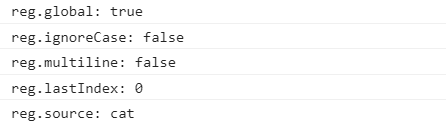 reg.global: true
reg.ignoreCase: false
reg.multiline: false
reg.lastIndex: 0
reg.source: cat